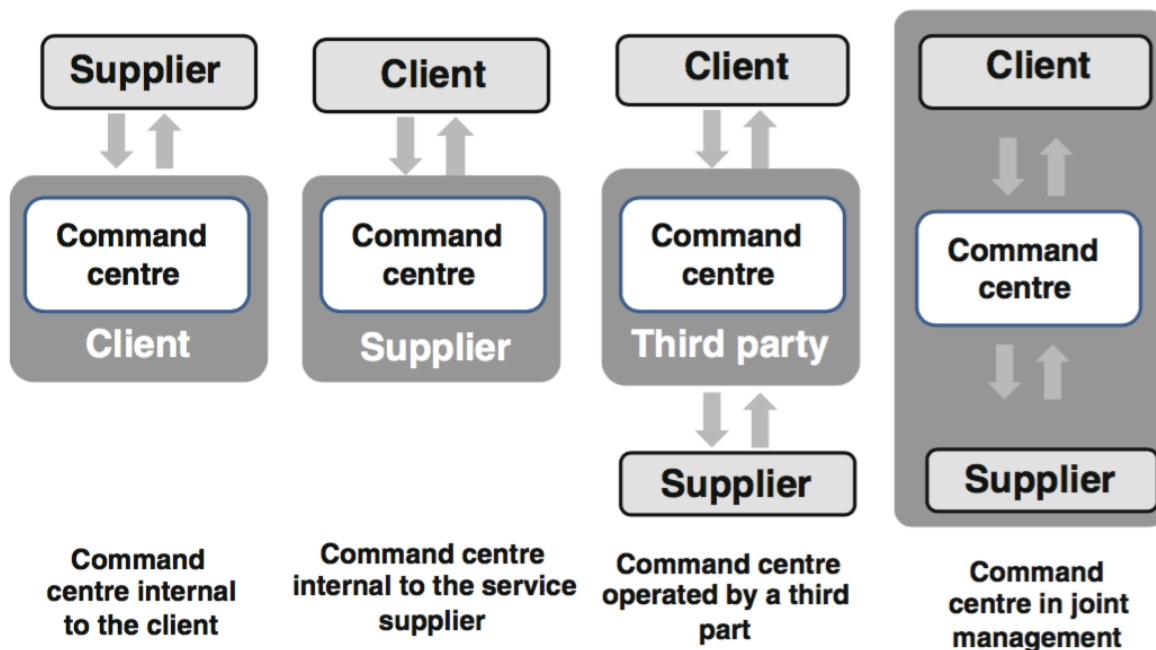 Supplier
Command
centre
Client
Command
centre internal
to the client
Client
Command
centre
Supplier
Command centre
internal to the service
supplier
Client
Command
centre
Third party
Supplier
Command centre
operated by a third
part
Client
Command
centre
Supplier
Command
centre in joint
management